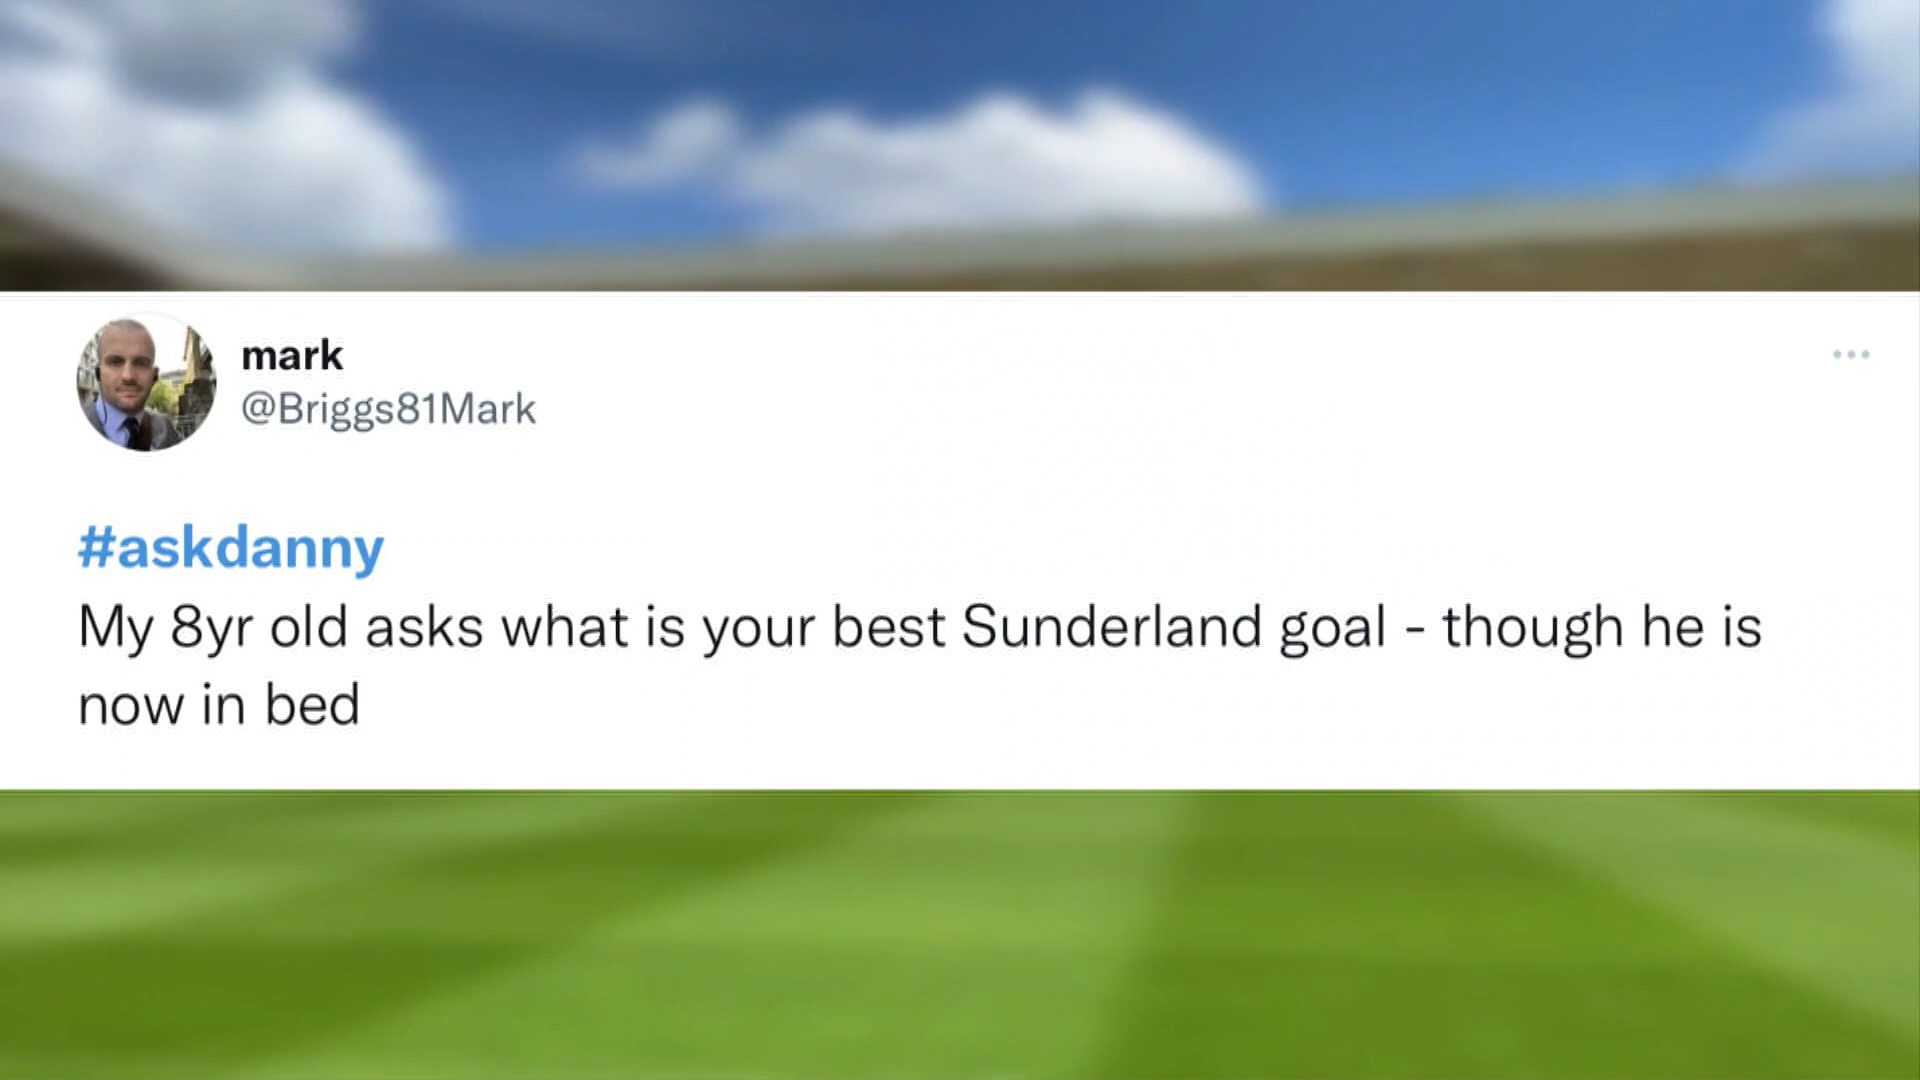 mark
@Briggs81Mark
#askdanny
My 8yr old asks what is your best Sunderland goal - though he is
now in bed